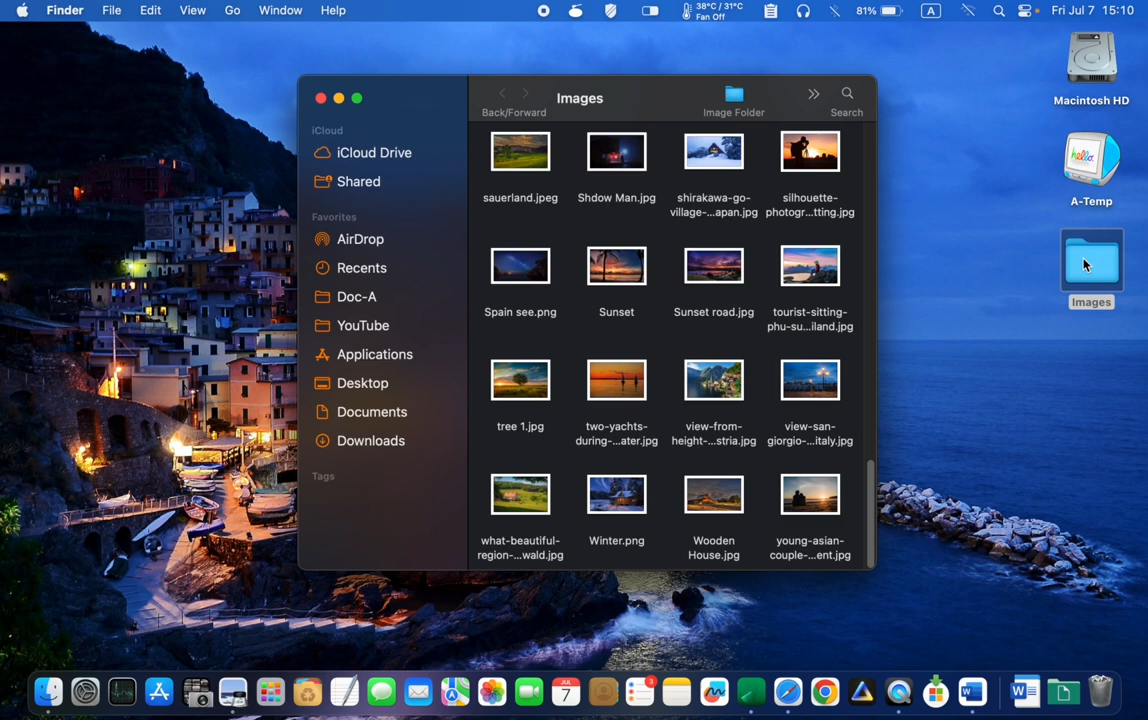 Finder File Edit View Go Window Help
38°C / 31°C
Fan Off
81%
A
Fri Jul 7 15:10
Back/Forward
Images
Image Folder
Search
iCloud
iCloud Drive
Shared
Favorites
AirDrop
Recents
Doc-A
YouTube
Applications
Desktop
Documents
Downloads
Tags
sauerland.jpeg
Shdow Man.jpg
shirakawa-go-
village-...apan.jpg
silhouette-
photogr...tting.jpg
Spain see.png
Sunset
Sunset road.jpg
tourist-sitting-
phu-su...iland.jpg
tree 1.jpg
two-yachts-
during-...ater.jpg
view-from-
height-...stria.jpg
view-san-
giorgio-...italy.jpg
what-beautiful-
region-...wald.jpg
Winter.png
Wooden
House.jpg
young-asian-
couple-...ent.jpg
Macintosh HD
hello.
A-Temp
Images
JUL
7
3
W
W